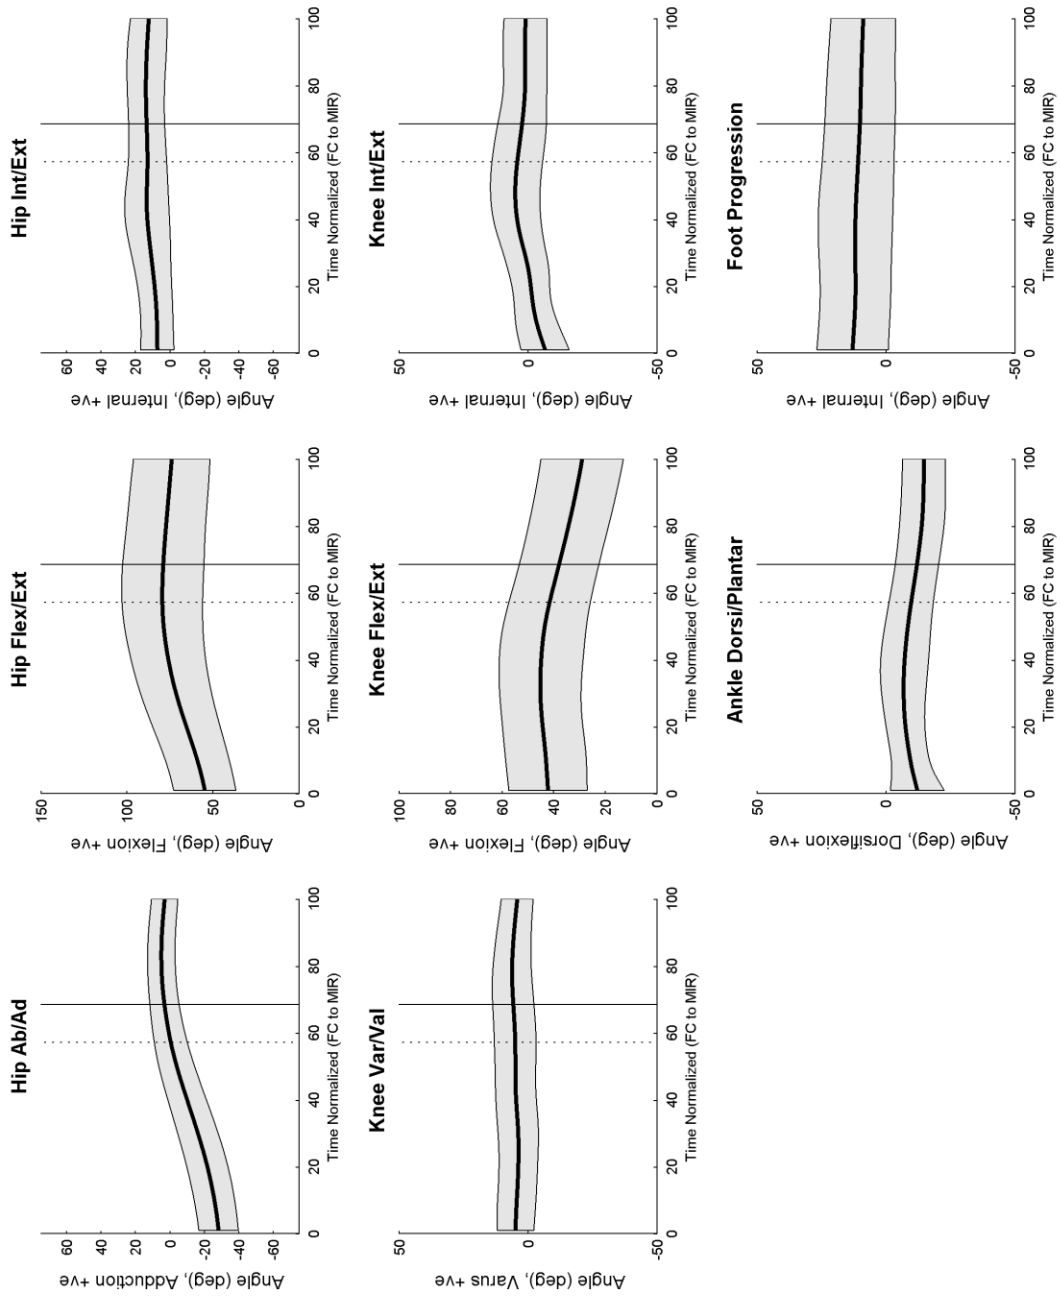 Hip Ab/Ad
Angle (deg), Adduction +ve
60
40
20
0
-20
-40
-60
0 20 40 60 80 100
Time Normalized (FC to MIR)
Hip Flex/Ext
Angle (deg), Flexion +ve
150
100
50
0
0 20 40 60 80 100
Time Normalized (FC to MIR)
Hip Int/Ext
Angle (deg), Internal +ve
60
40
20
0
-20
-40
-60
0 20 40 60 80 100
Time Normalized (FC to MIR)
Knee Var/Val
Angle (deg), Varus +ve
50
0
-50
0 20 40 60 80 100
Time Normalized (FC to MIR)
Knee Flex/Ext
Angle (deg), Flexion +ve
100
80
60
40
20
0
0 20 40 60 80 100
Time Normalized (FC to MIR)
Knee Int/Ext
Angle (deg), Internal +ve
50
0
-50
0 20 40 60 80 100
Time Normalized (FC to MIR)
Ankle Dorsi/Plantar
Angle (deg), Dorsiflexion +ve
50
0
-50
0 20 40 60 80 100
Time Normalized (FC to MIR)
Foot Progression
Angle (deg), Internal +ve
50
0
-50
0 20 40 60 80 100
Time Normalized (FC to MIR)